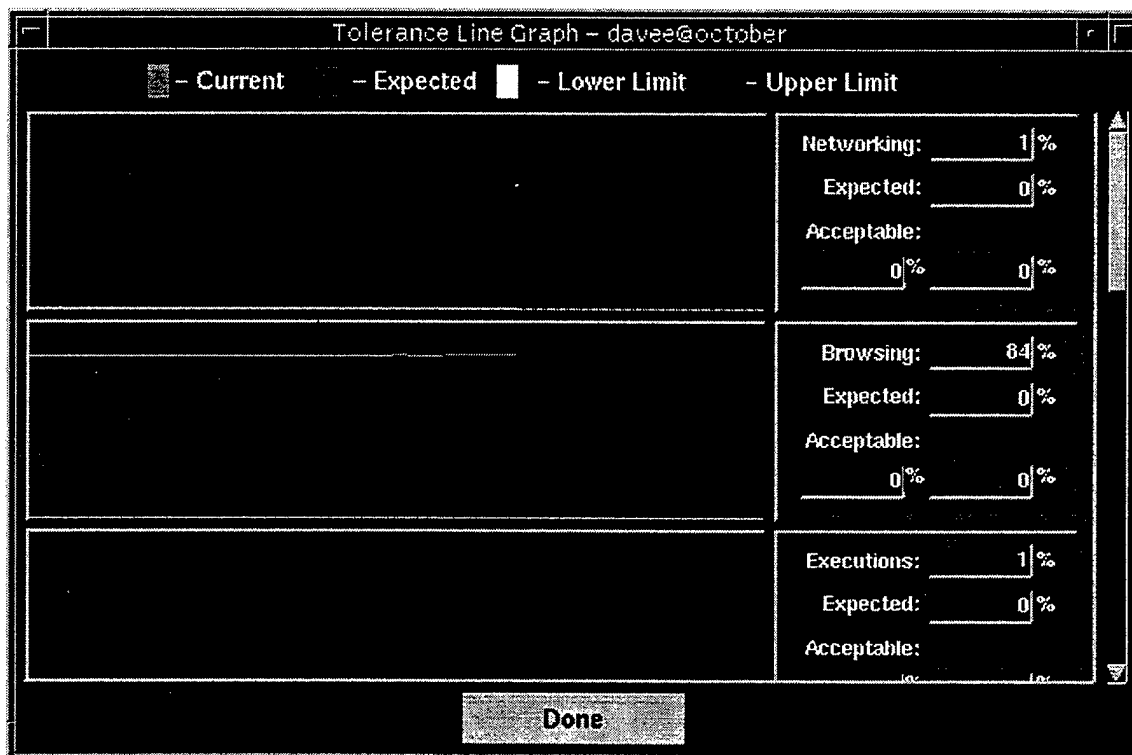 Tolerance Line Graph – davee@october
– Current – Expected – Lower Limit – Upper Limit
Networking: 1 %
Expected: 0 %
Acceptable:
0 % 0 %
Browsing: 84 %
Expected: 0 %
Acceptable:
0 % 0 %
Executions: 1 %
Expected: 0 %
Acceptable:
Done